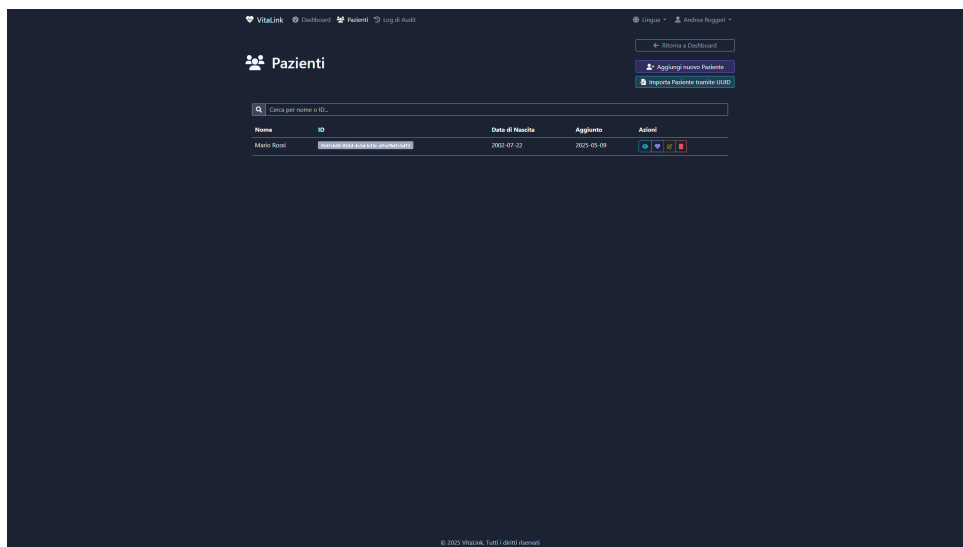 VitaLink Dashboard Pazienti Log di Audit Lingua Andrea Roggeri
Ritorna a Dashboard
Pazienti
Aggiungi nuovo Paziente
Importa Paziente tramite UUID
Cerca per nome o ID...
Nome ID Data di Nascita Aggiunto Azioni
Mario Rossi 2002-07-22 2025-05-09
© 2025 VitaLink. Tutti i diritti riservati